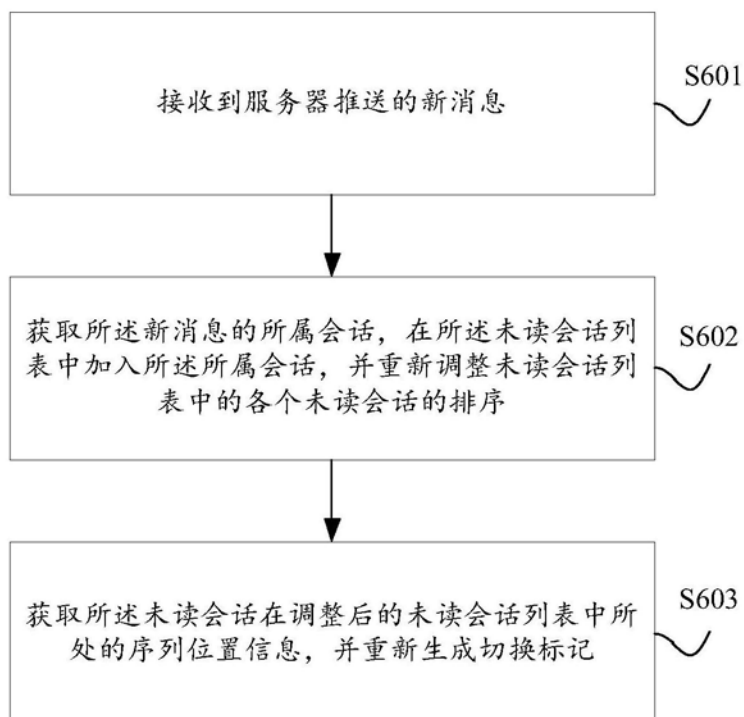 接收到服务器推送的新消息
S601
获取所述新消息的所属会话，在所述未读会话列
表中加入所述所属会话，并重新调整未读会话列
表中的各个未读会话的排序
S602
获取所述未读会话在调整后的未读会话列表中所
处的序列位置信息，并重新生成切换标记
S603